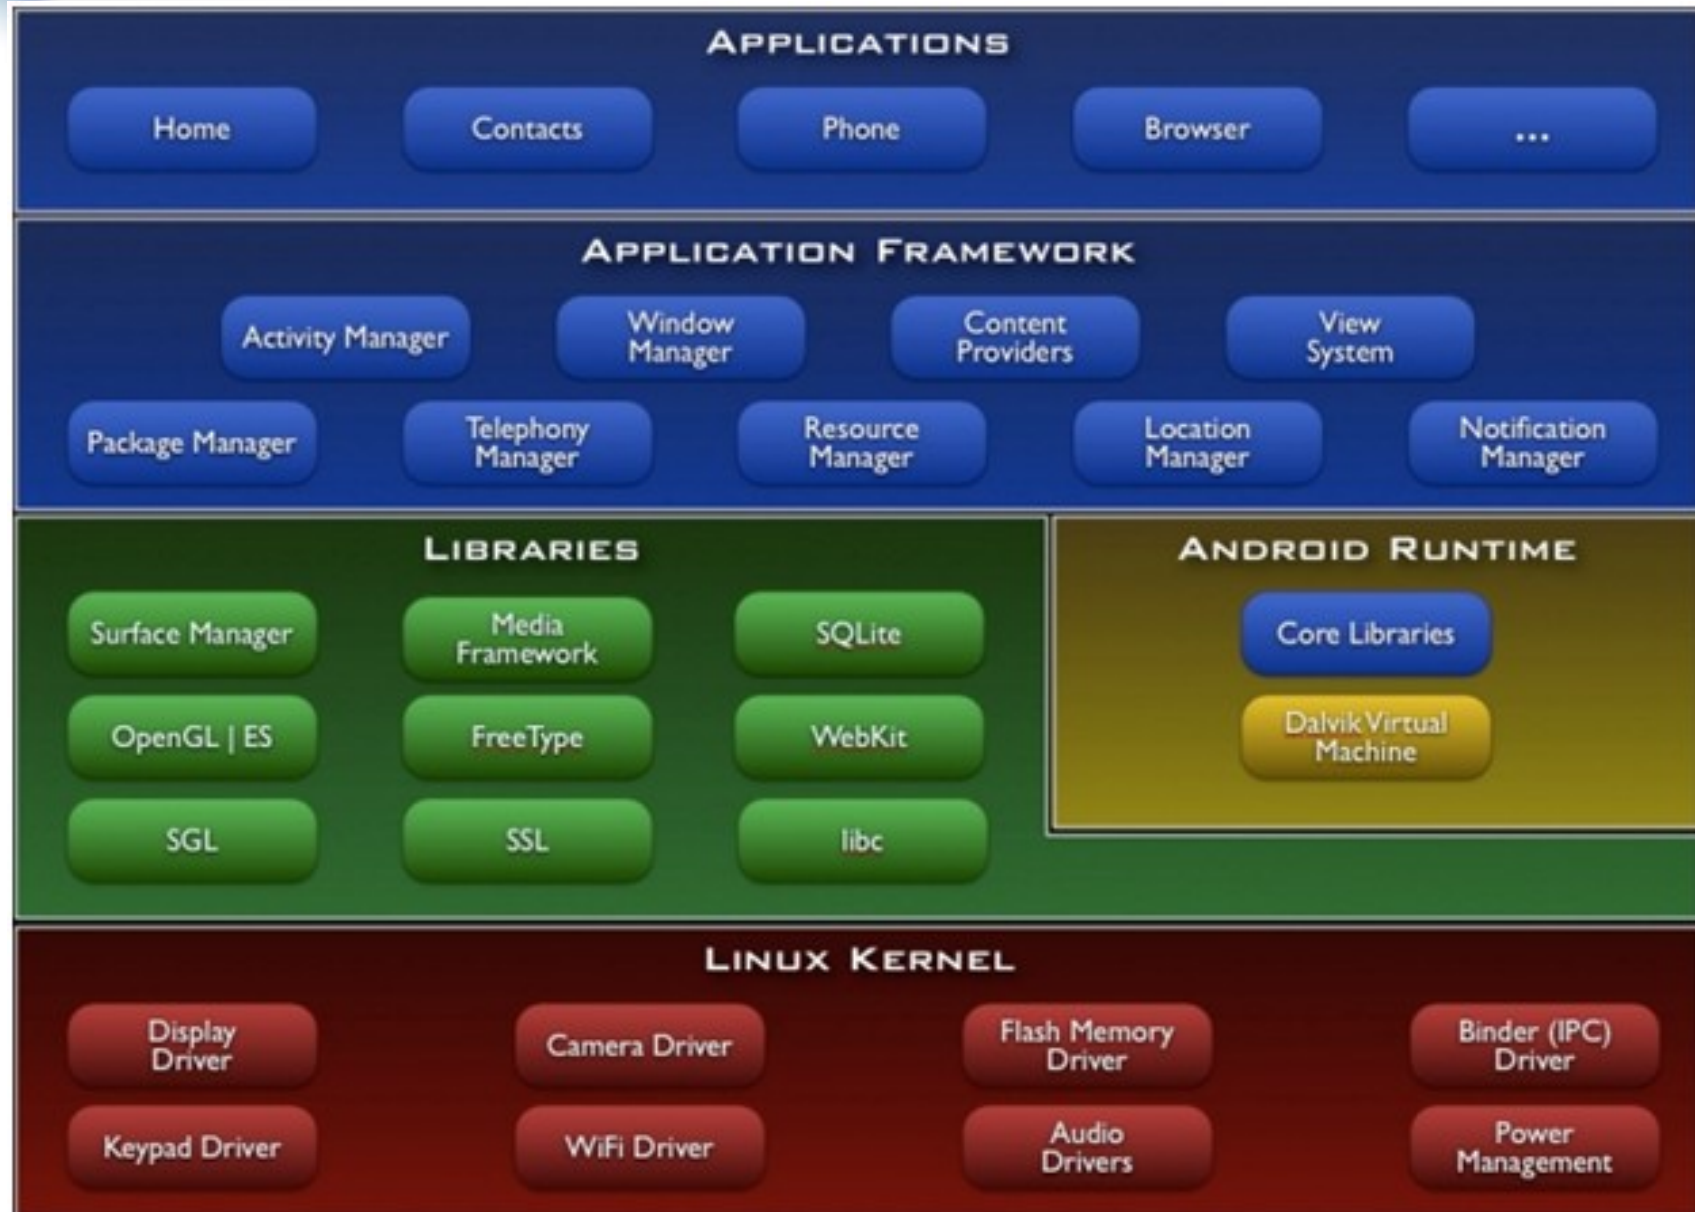 APPLICATIONS
Home
Contacts
Phone
Browser
...
APPLICATION FRAMEWORK
Activity Manager
Window
Manager
Content
Providers
View
System
Package Manager
Telephony
Manager
Resource
Manager
Location
Manager
Notification
Manager
LIBRARIES
Surface Manager
Media
Framework
SQLite
OpenGL | ES
FreeType
WebKit
SGL
SSL
libc
ANDROID RUNTIME
Core Libraries
Dalvik Virtual
Machine
LINUX KERNEL
Display
Driver
Camera Driver
Flash Memory
Driver
Binder (IPC)
Driver
Keypad Driver
WiFi Driver
Audio
Drivers
Power
Management